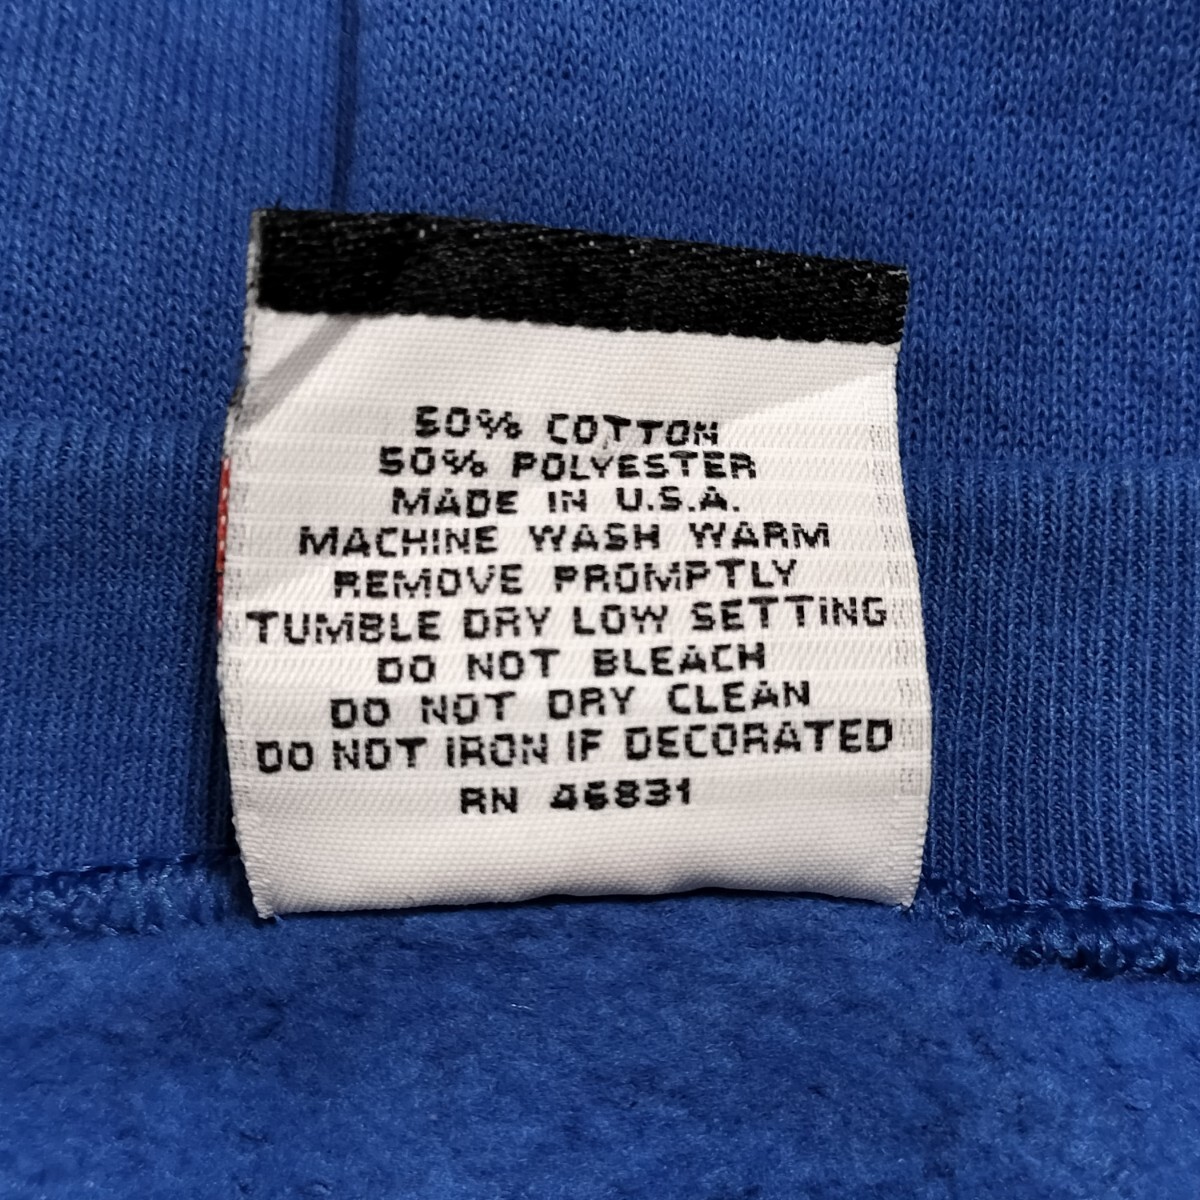 50% COTTON
50% POLYESTER
MADE IN U.S.A.
MACHINE WASH WARM
REMOVE PROMPTLY
TUMBLE DRY LOW SETTING
DO NOT BLEACH
DO NOT DRY CLEAN
DO NOT IRON IF DECORATED
RN 46831